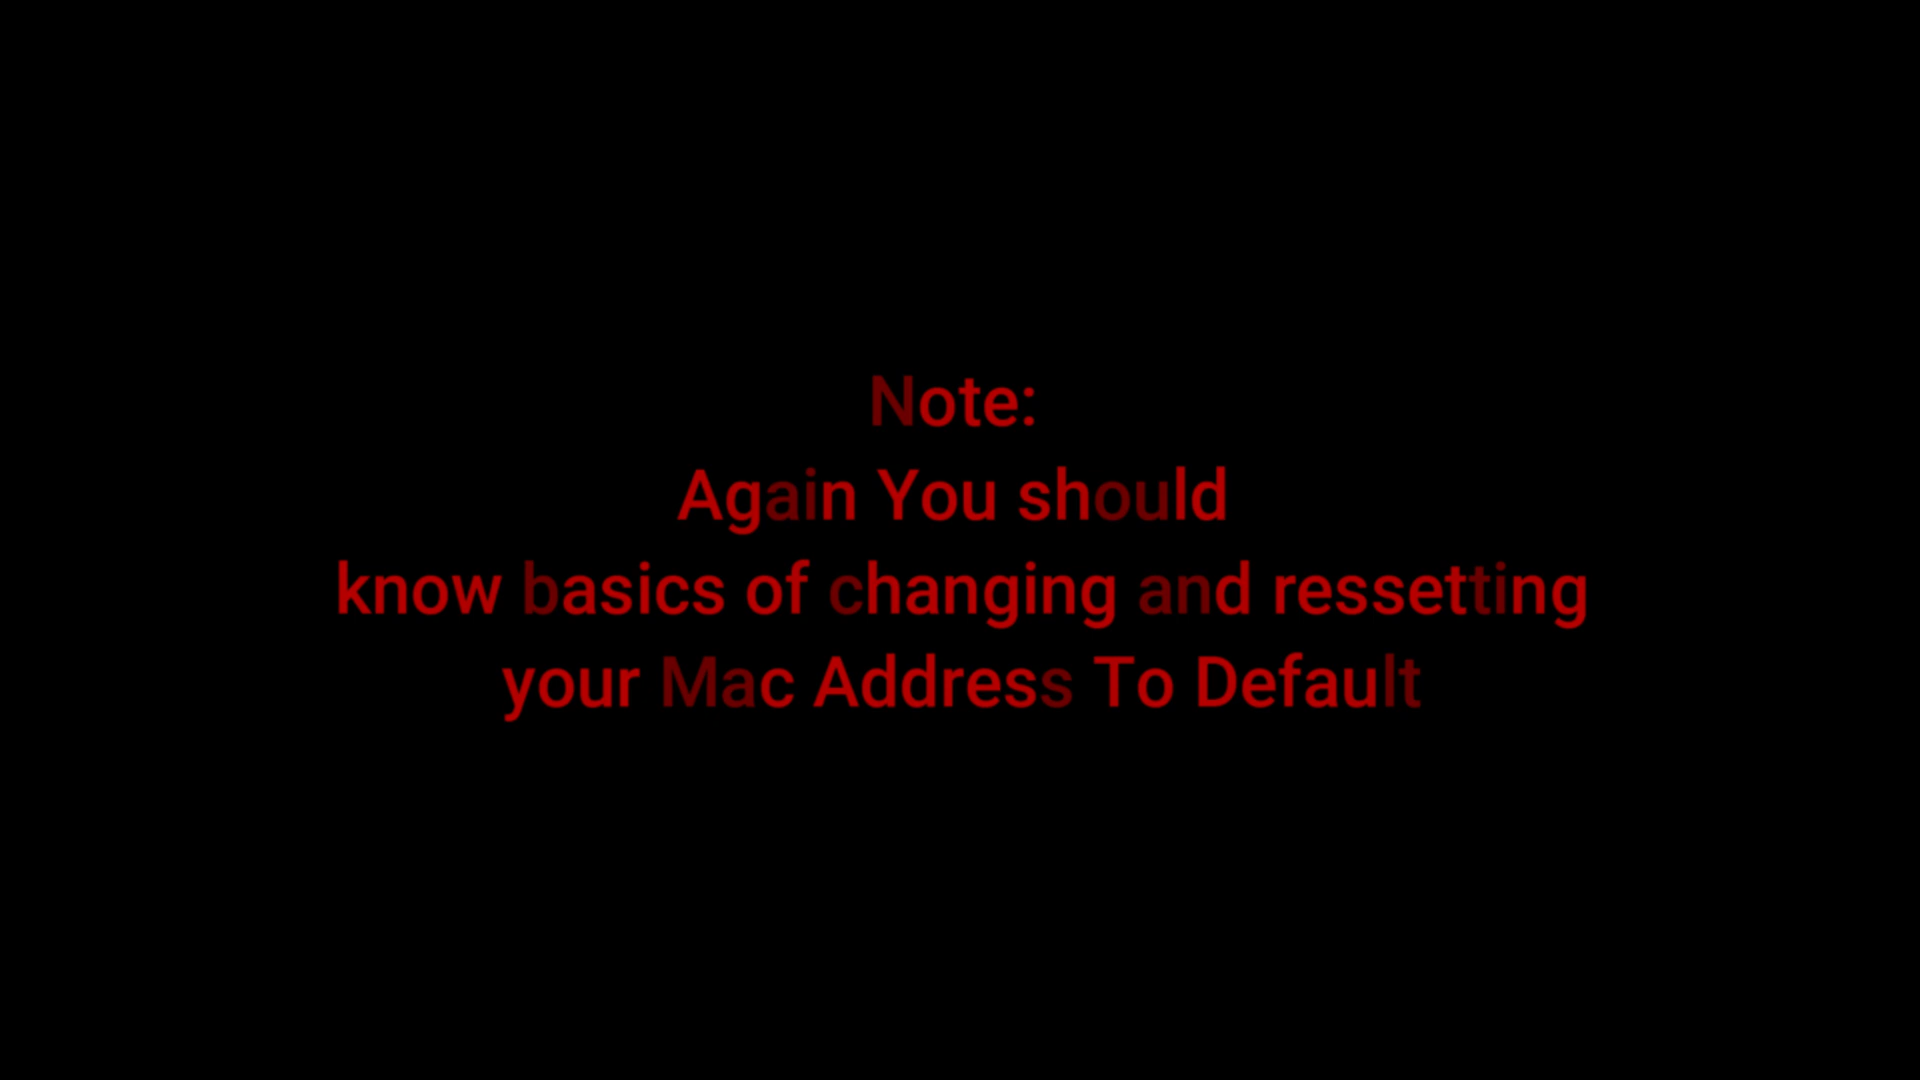 Note:
Again You should
know basics of changing and ressetting
your Mac Address To Default